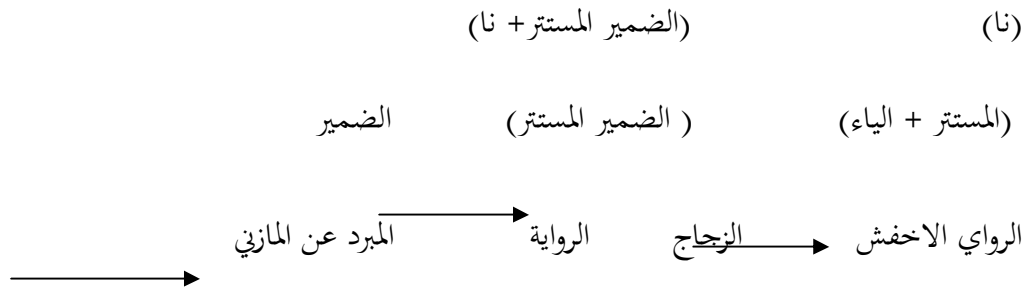 (نا) (الضمير المستتر+ نا)
(المستتر + الياء) ( الضمير المستتر) الضمير
الرواي الاخفش الزجاج الرواية المبرد عن المازني